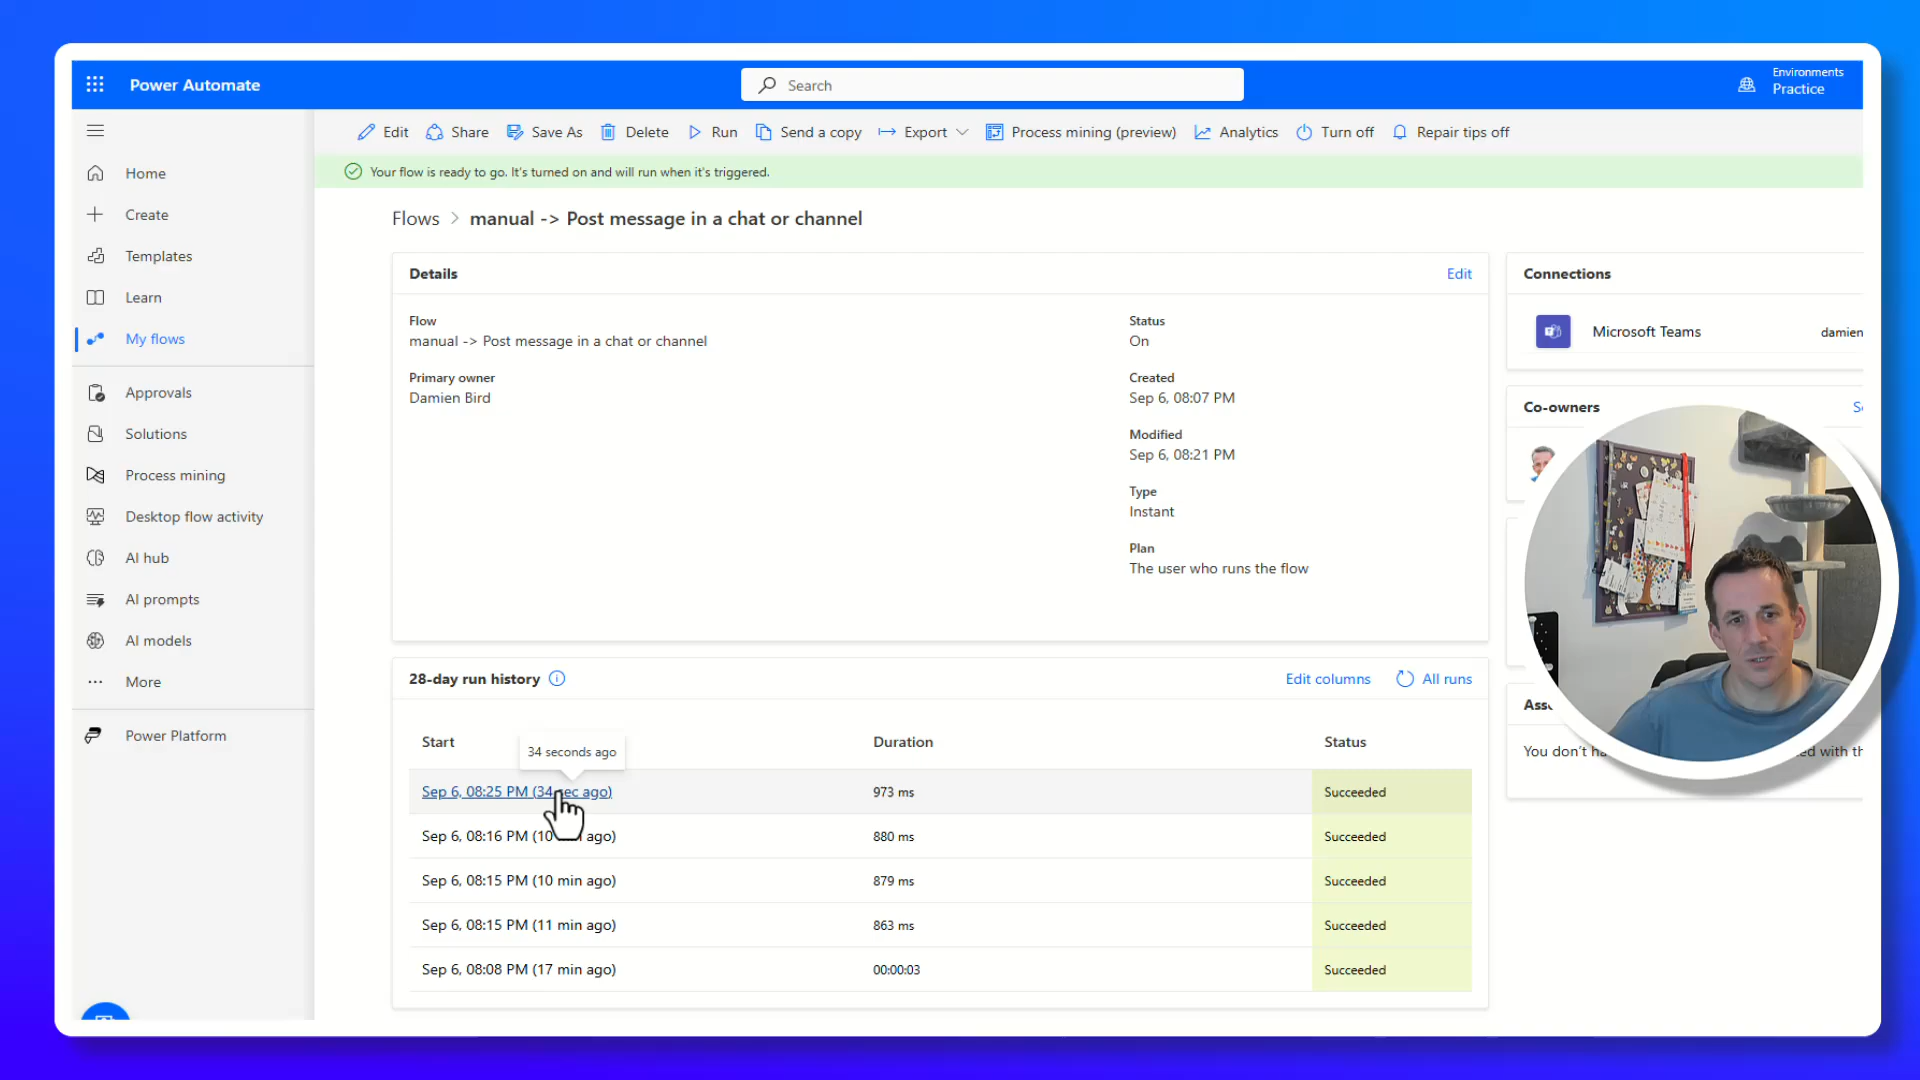 Power Automate
Search
Environments
Practice
Edit
Share
Save As
Delete
Run
Send a copy
Export
Process mining (preview)
Analytics
Turn off
Repair tips off
Home
Create
Templates
Learn
My flows
Approvals
Solutions
Process mining
Desktop flow activity
AI hub
AI prompts
AI models
More
Power Platform
Your flow is ready to go. It's turned on and will run when it's triggered.
Flows > manual -> Post message in a chat or channel
Details
Edit
Flow
manual -> Post message in a chat or channel
Primary owner
Damien Bird
Status
On
Created
Sep 6, 08:07 PM
Modified
Sep 6, 08:21 PM
Type
Instant
Plan
The user who runs the flow
Connections
Microsoft Teams
damien
Co-owners
You don't
28-day run history
Edit columns
All runs
Start
Duration
Status
34 seconds ago
Sep 6, 08:25 PM (34 sec ago)
973 ms
Succeeded
Sep 6, 08:16 PM (10 ago)
880 ms
Succeeded
Sep 6, 08:15 PM (10 min ago)
879 ms
Succeeded
Sep 6, 08:15 PM (11 min ago)
863 ms
Succeeded
Sep 6, 08:08 PM (17 min ago)
00:00:03
Succeeded